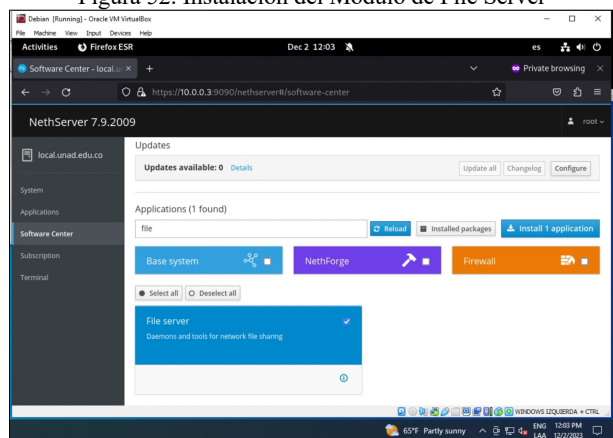 Figura 32. Instalación del Módulo de File Server
Debian [Running] - Oracle VM VirtualBox
File Machine View Input Devices Help
Activities Firefox ESR Dec 2 12:03 es
Software Center - local.u Private browsing
https://10.0.0.3:9090/nethserver#/software-center
NethServer 7.9.2009 root
local.unad.edu.co
System
Applications
Software Center
Subscription
Terminal
Updates
Updates available: 0 Details Update all Changelog Configure
Applications (1 found)
file Reload Installed packages Install 1 application
Base system NethForge Firewall
Select all Deselect all
File server
Daemons and tools for network file sharing
WINDOWS IZQUIERDA + CTRL
65°F Partly sunny ENG 12:03 PM
LAA 12/2/2023